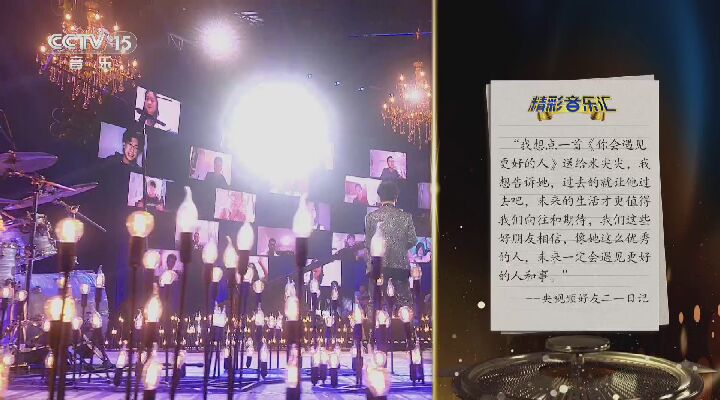 CCTV 15
音乐
精彩音乐汇
“我想点一首《你会遇见
更好的人》送给米尖尖，我
想告诉她，过去的就让他过
去吧，未来的生活才更值得
我们向往和期待，我们这些
好朋友相信，像她这么优秀
的人，未来一定会遇见更好
的人和事。”
--央视频好友二一日记